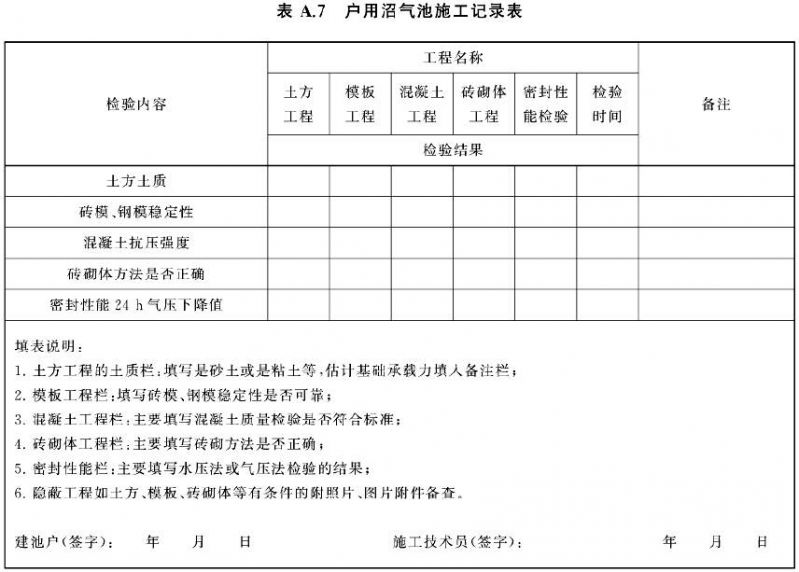 表 A.7 户用沼气池施工记录表
检验内容
工程名称
备注
土方工程
模板工程
混凝土工程
砖砌体工程
密封性能检验
检验时间
检验结果
土方土质
砖模、钢模稳定性
混凝土抗压强度
砖砌体方法是否正确
密封性能 24 h 气压下降值
填表说明:
1. 土方工程的土质栏:填写是砂土或是粘土等,估计基础承载力填入备注栏;
2. 模板工程栏:填写砖模、钢模稳定性是否可靠;
3. 混凝土工程栏:主要填写混凝土质量检验是否符合标准;
4. 砖砌体工程栏:主要填写砖砌方法是否正确;
5. 密封性能栏:主要填写水压法或气压法检验的结果;
6. 隐蔽工程如土方、模板、砖砌体等有条件的附照片、图片附件备查。
建池户(签字): 年 月 日 施工技术员(签字): 年 月 日